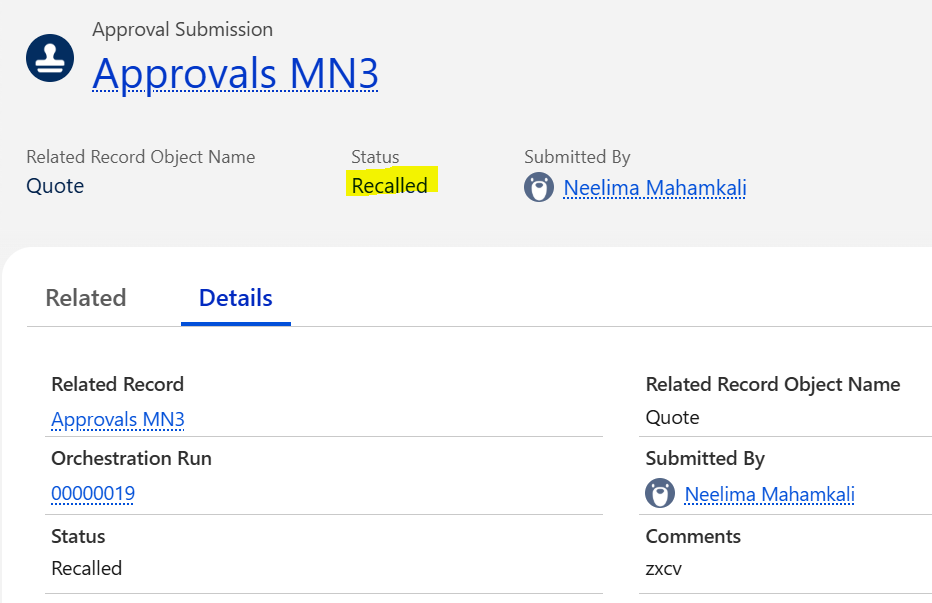 Approval Submission
Approvals MN3
Related Record Object Name
Status
Submitted By
Quote
Recalled
Neelima Mahamkali
Related
Details
Related Record
Approvals MN3
Related Record Object Name
Quote
Orchestration Run
00000019
Submitted By
Neelima Mahamkali
Status
Recalled
Comments
zxcv